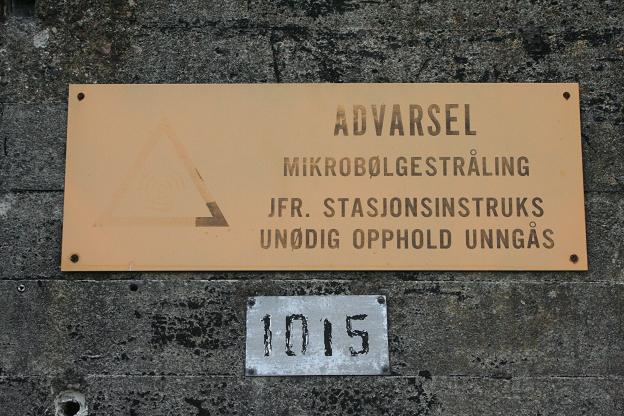 ADVARSEL
MIKROBØLGESTRÅLING
JFR. STASJONSINSTRUKS
UNØDIG OPPHOLD UNNGÅS
1015